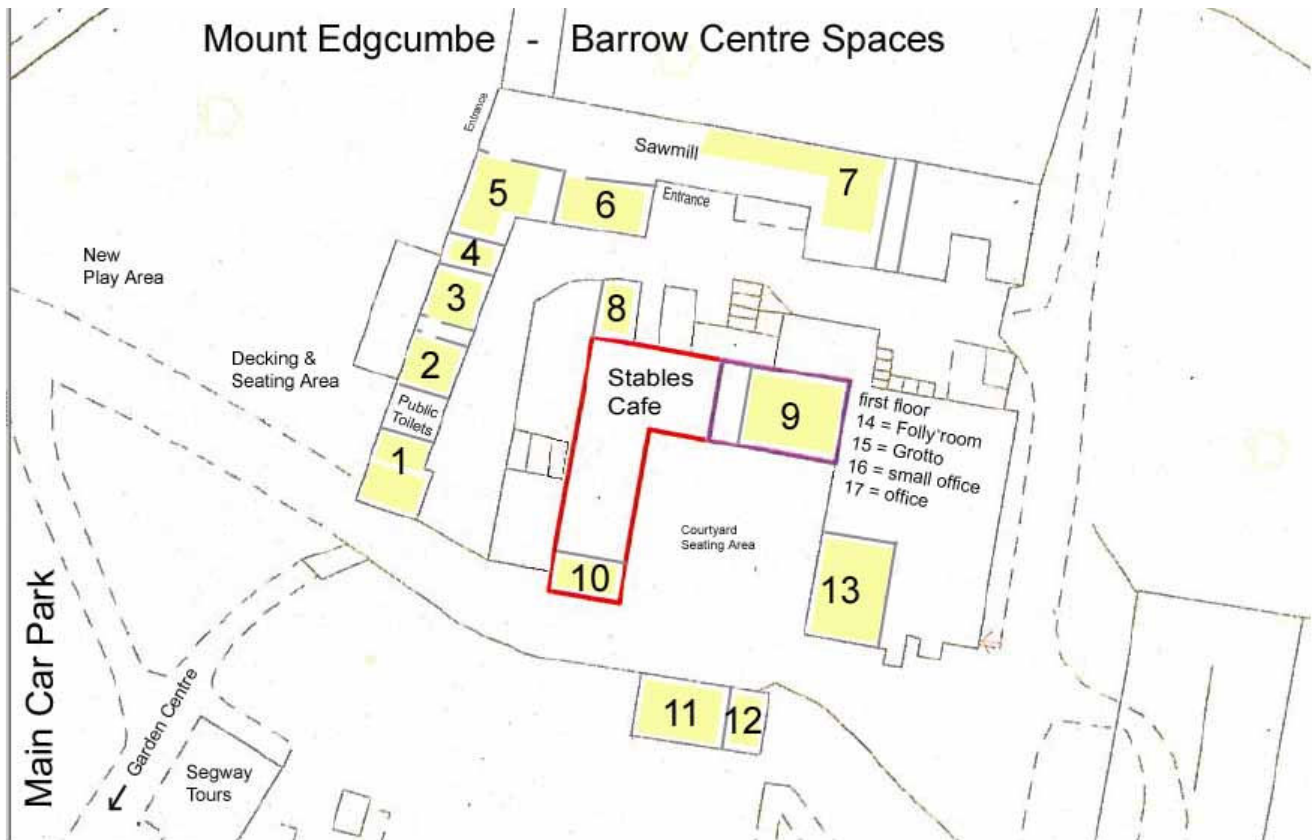 Mount Edgcumbe - Barrow Centre Spaces
Entrance
Sawmill
7
5
6
Entrance
4
3
8
2
New
Play Area
Decking &
Seating Area
Public
Toilets
1
Stables
Cafe
9
first floor
14 = Folly'room
15 = Grotto
16 = small office
17 = office
Courtyard
Seating Area
10
13
11
12
Main Car Park
Garden Centre
Segway
Tours